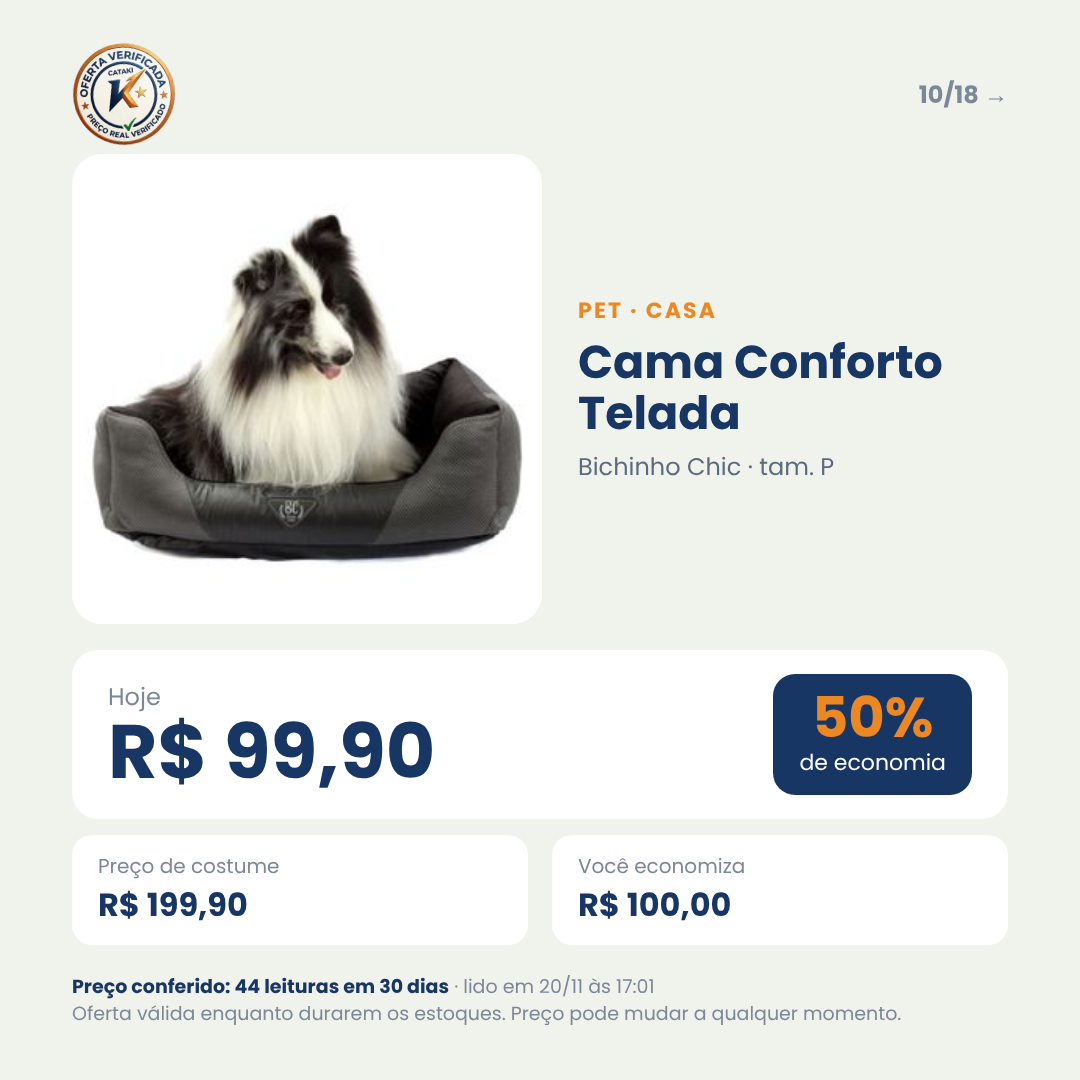 OFERTA VERIFICADA
CATAKI
K
PREÇO REAL VERIFICADO
10/18 →
PET · CASA
Cama Conforto
Telada
Bichinho Chic · tam. P
BC
Hoje
R$ 99,90
50%
de economia
Preço de costume
R$ 199,90
Você economiza
R$ 100,00
Preço conferido: 44 leituras em 30 dias · lido em 20/11 às 17:01
Oferta válida enquanto durarem os estoques. Preço pode mudar a qualquer momento.